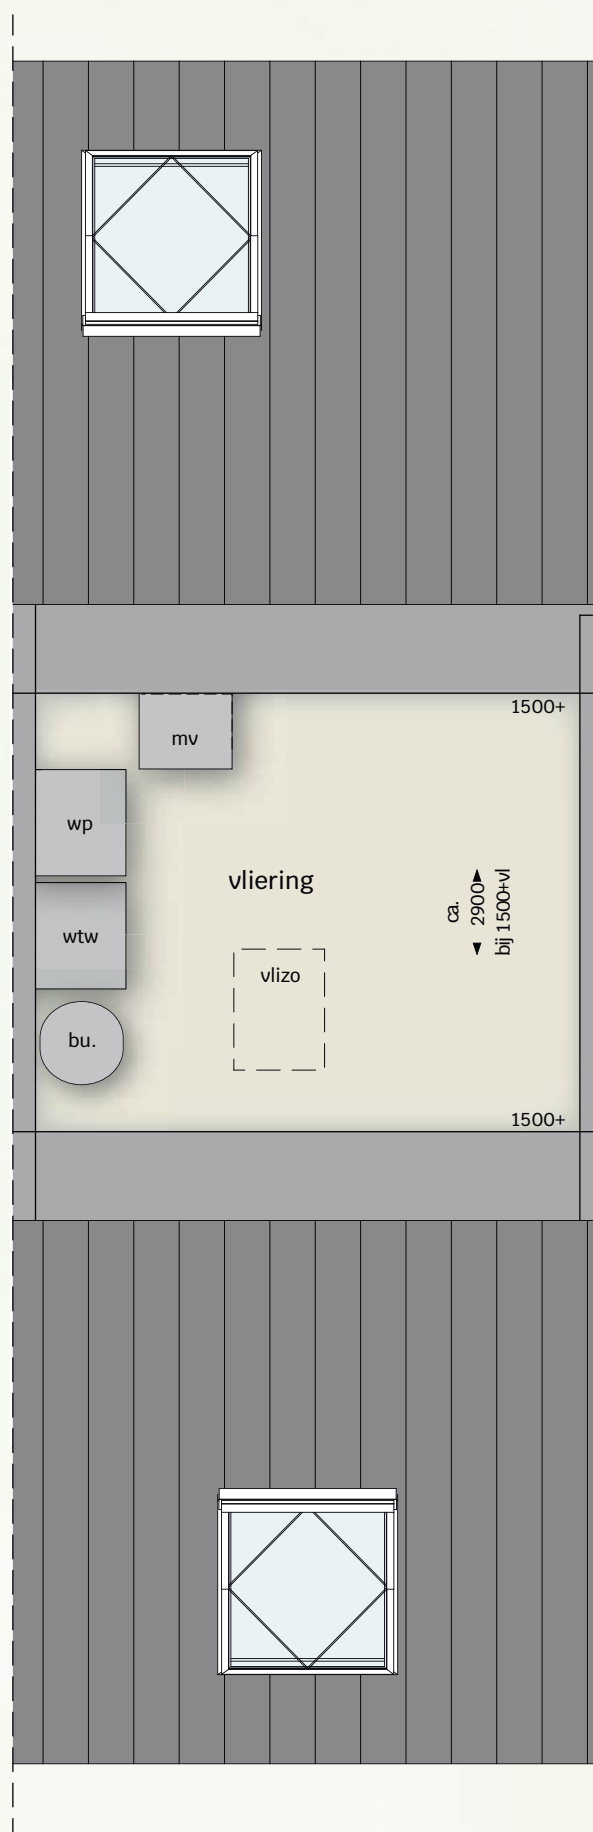 1500+
mv
wp
vliering
ca.
2900
bij 1500+vl
wtw
vlizo
bu.
1500+